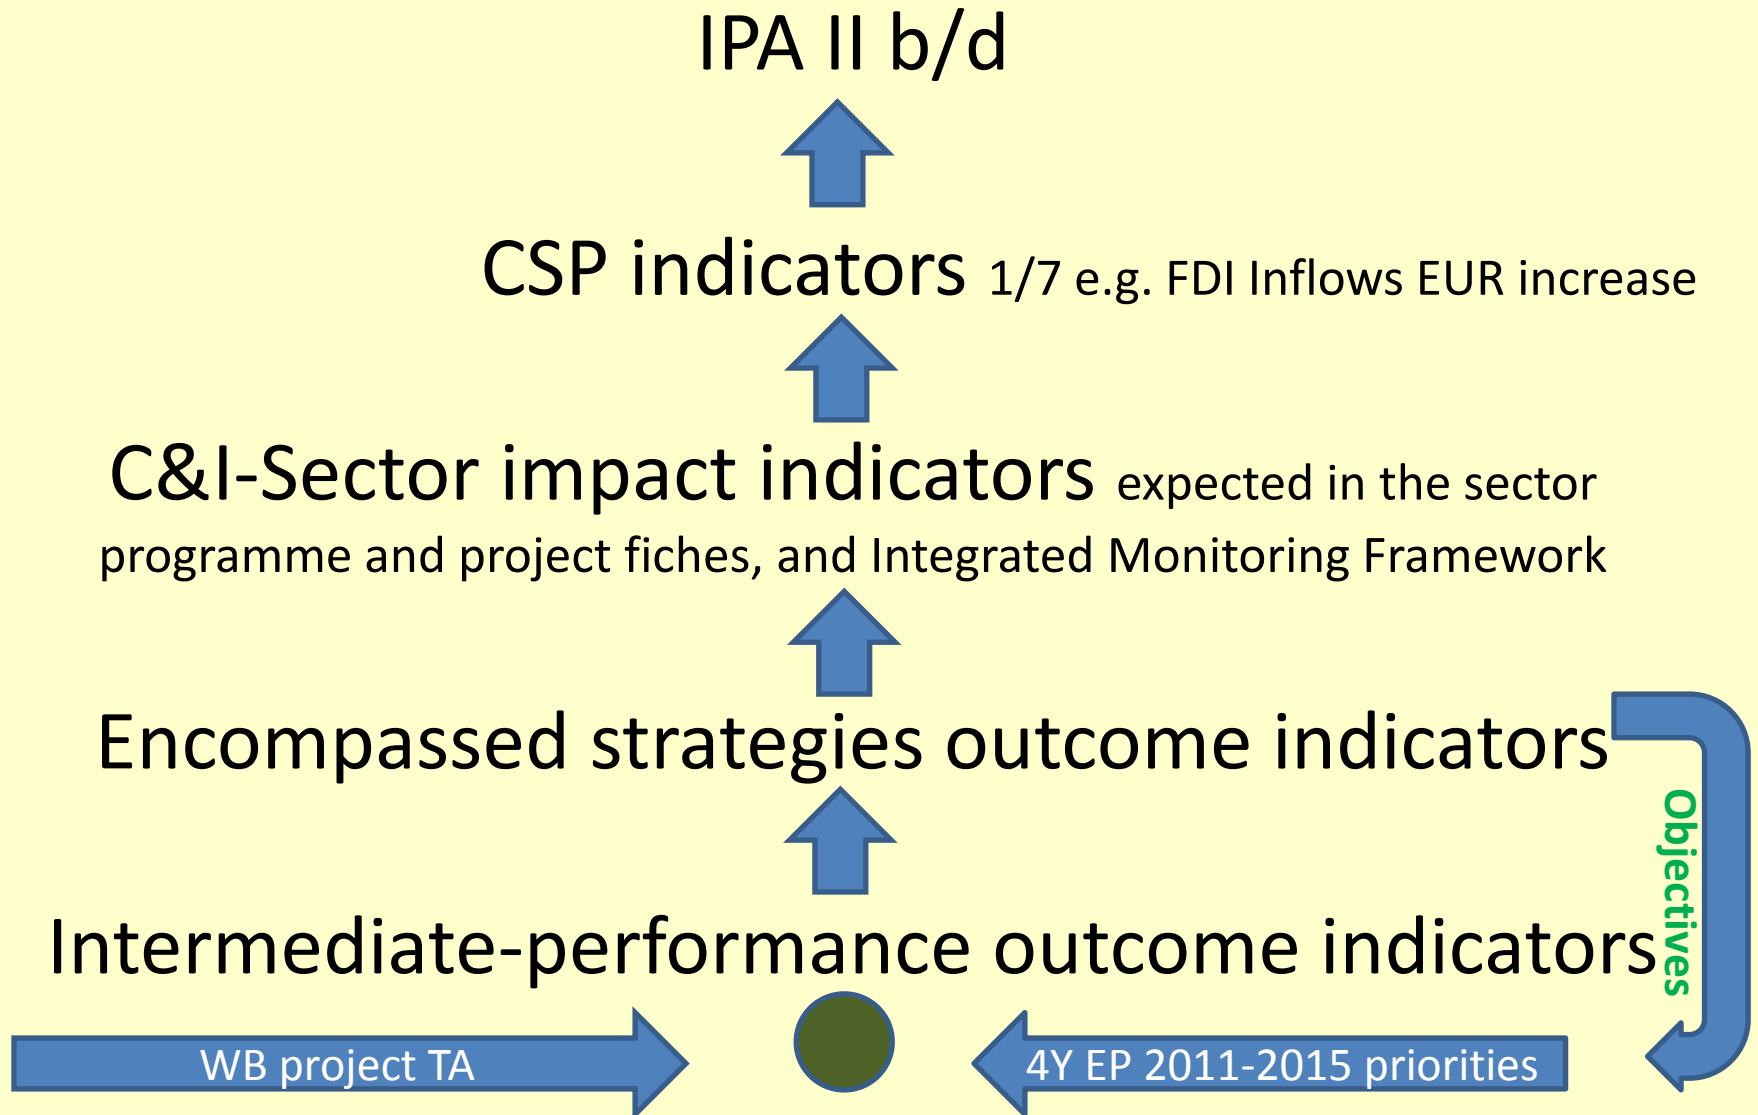 IPA II b/d
CSP indicators 1/7 e.g. FDI Inflows EUR increase
C&I-Sector impact indicators expected in the sector
programme and project fiches, and Integrated Monitoring Framework
Encompassed strategies outcome indicators
Objectives
Intermediate-performance outcome indicators
WB project TA
4Y EP 2011-2015 priorities